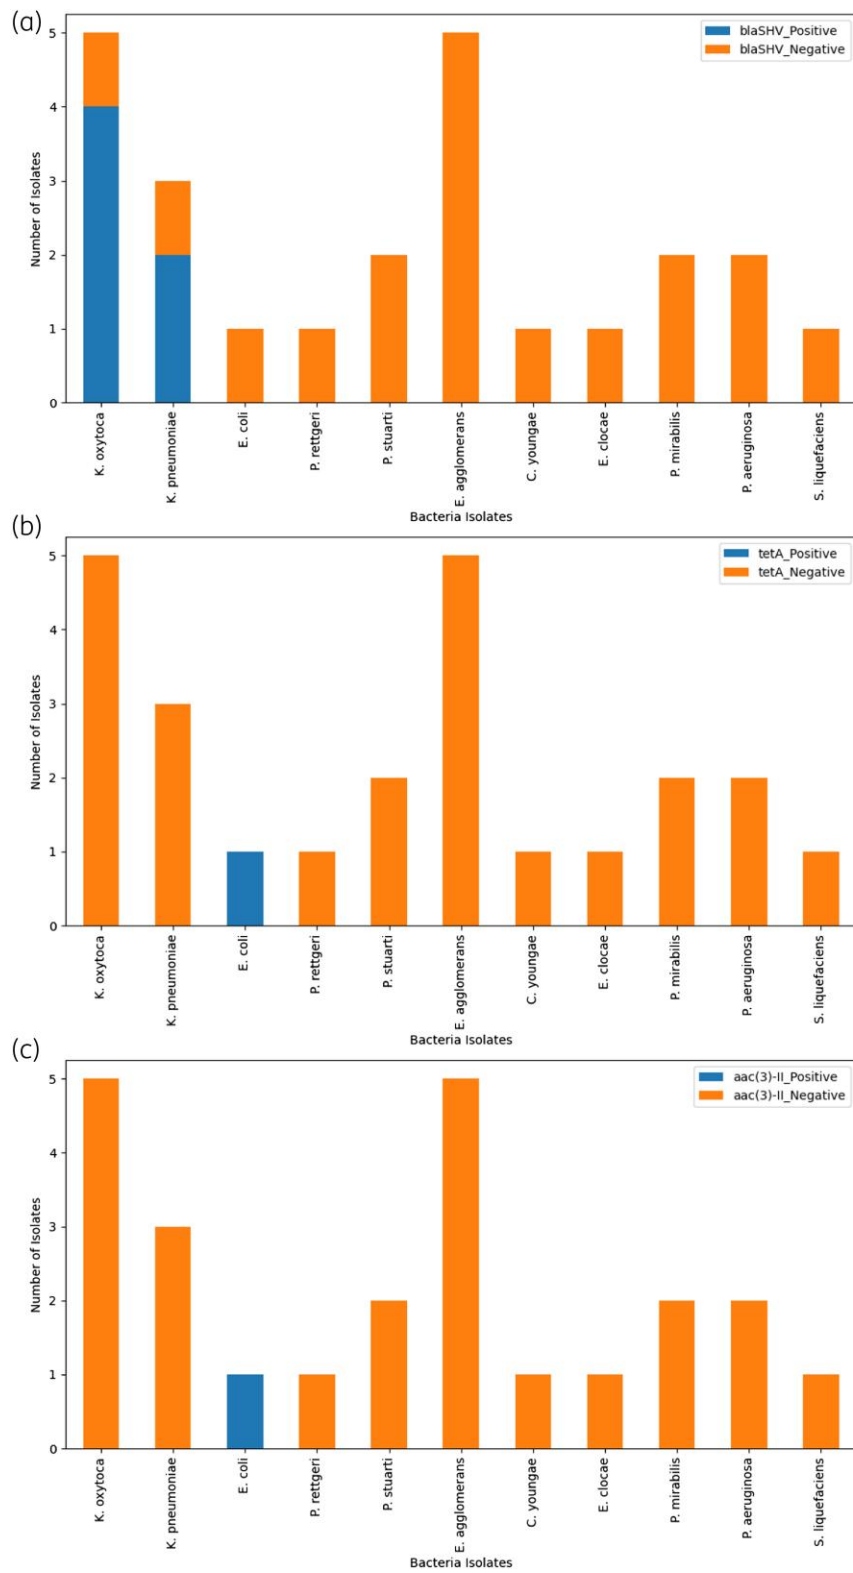 (a)
blaSHV_Positive
blaSHV_Negative
5
4
3
2
1
0
Number of Isolates
K. oxytoca
K. pneumoniae
E. coli
P. rettgeri
P. stuarti
E. agglomerans
C. youngae
E. clocae
P. mirabilis
P. aeruginosa
S. liquefaciens
Bacteria Isolates
(b)
tetA_Positive
tetA_Negative
5
4
3
2
1
0
Number of Isolates
K. oxytoca
K. pneumoniae
E. coli
P. rettgeri
P. stuarti
E. agglomerans
C. youngae
E. clocae
P. mirabilis
P. aeruginosa
S. liquefaciens
Bacteria Isolates
(c)
aac(3)-II_Positive
aac(3)-II_Negative
5
4
3
2
1
0
Number of Isolates
K. oxytoca
K. pneumoniae
E. coli
P. rettgeri
P. stuarti
E. agglomerans
C. youngae
E. clocae
P. mirabilis
P. aeruginosa
S. liquefaciens
Bacteria Isolates